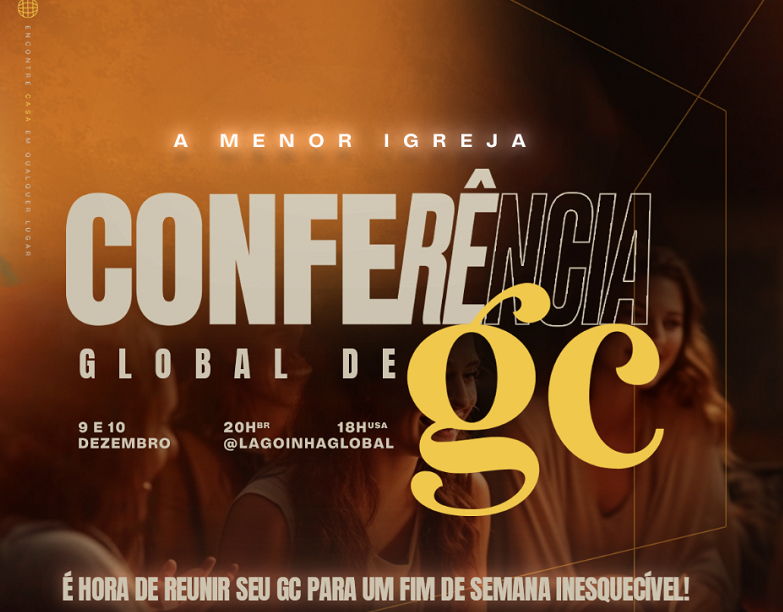 ENCONTRE CASA EM QUALQUER LUGAR
A MENOR IGREJA
CONFERÊNCIA
GLOBAL DE gc
9 E 10 20HBR 18HUSA
DEZEMBRO @LAGOINHAGLOBAL
É HORA DE REUNIR SEU GC PARA UM FIM DE SEMANA INESQUECÍVEL!